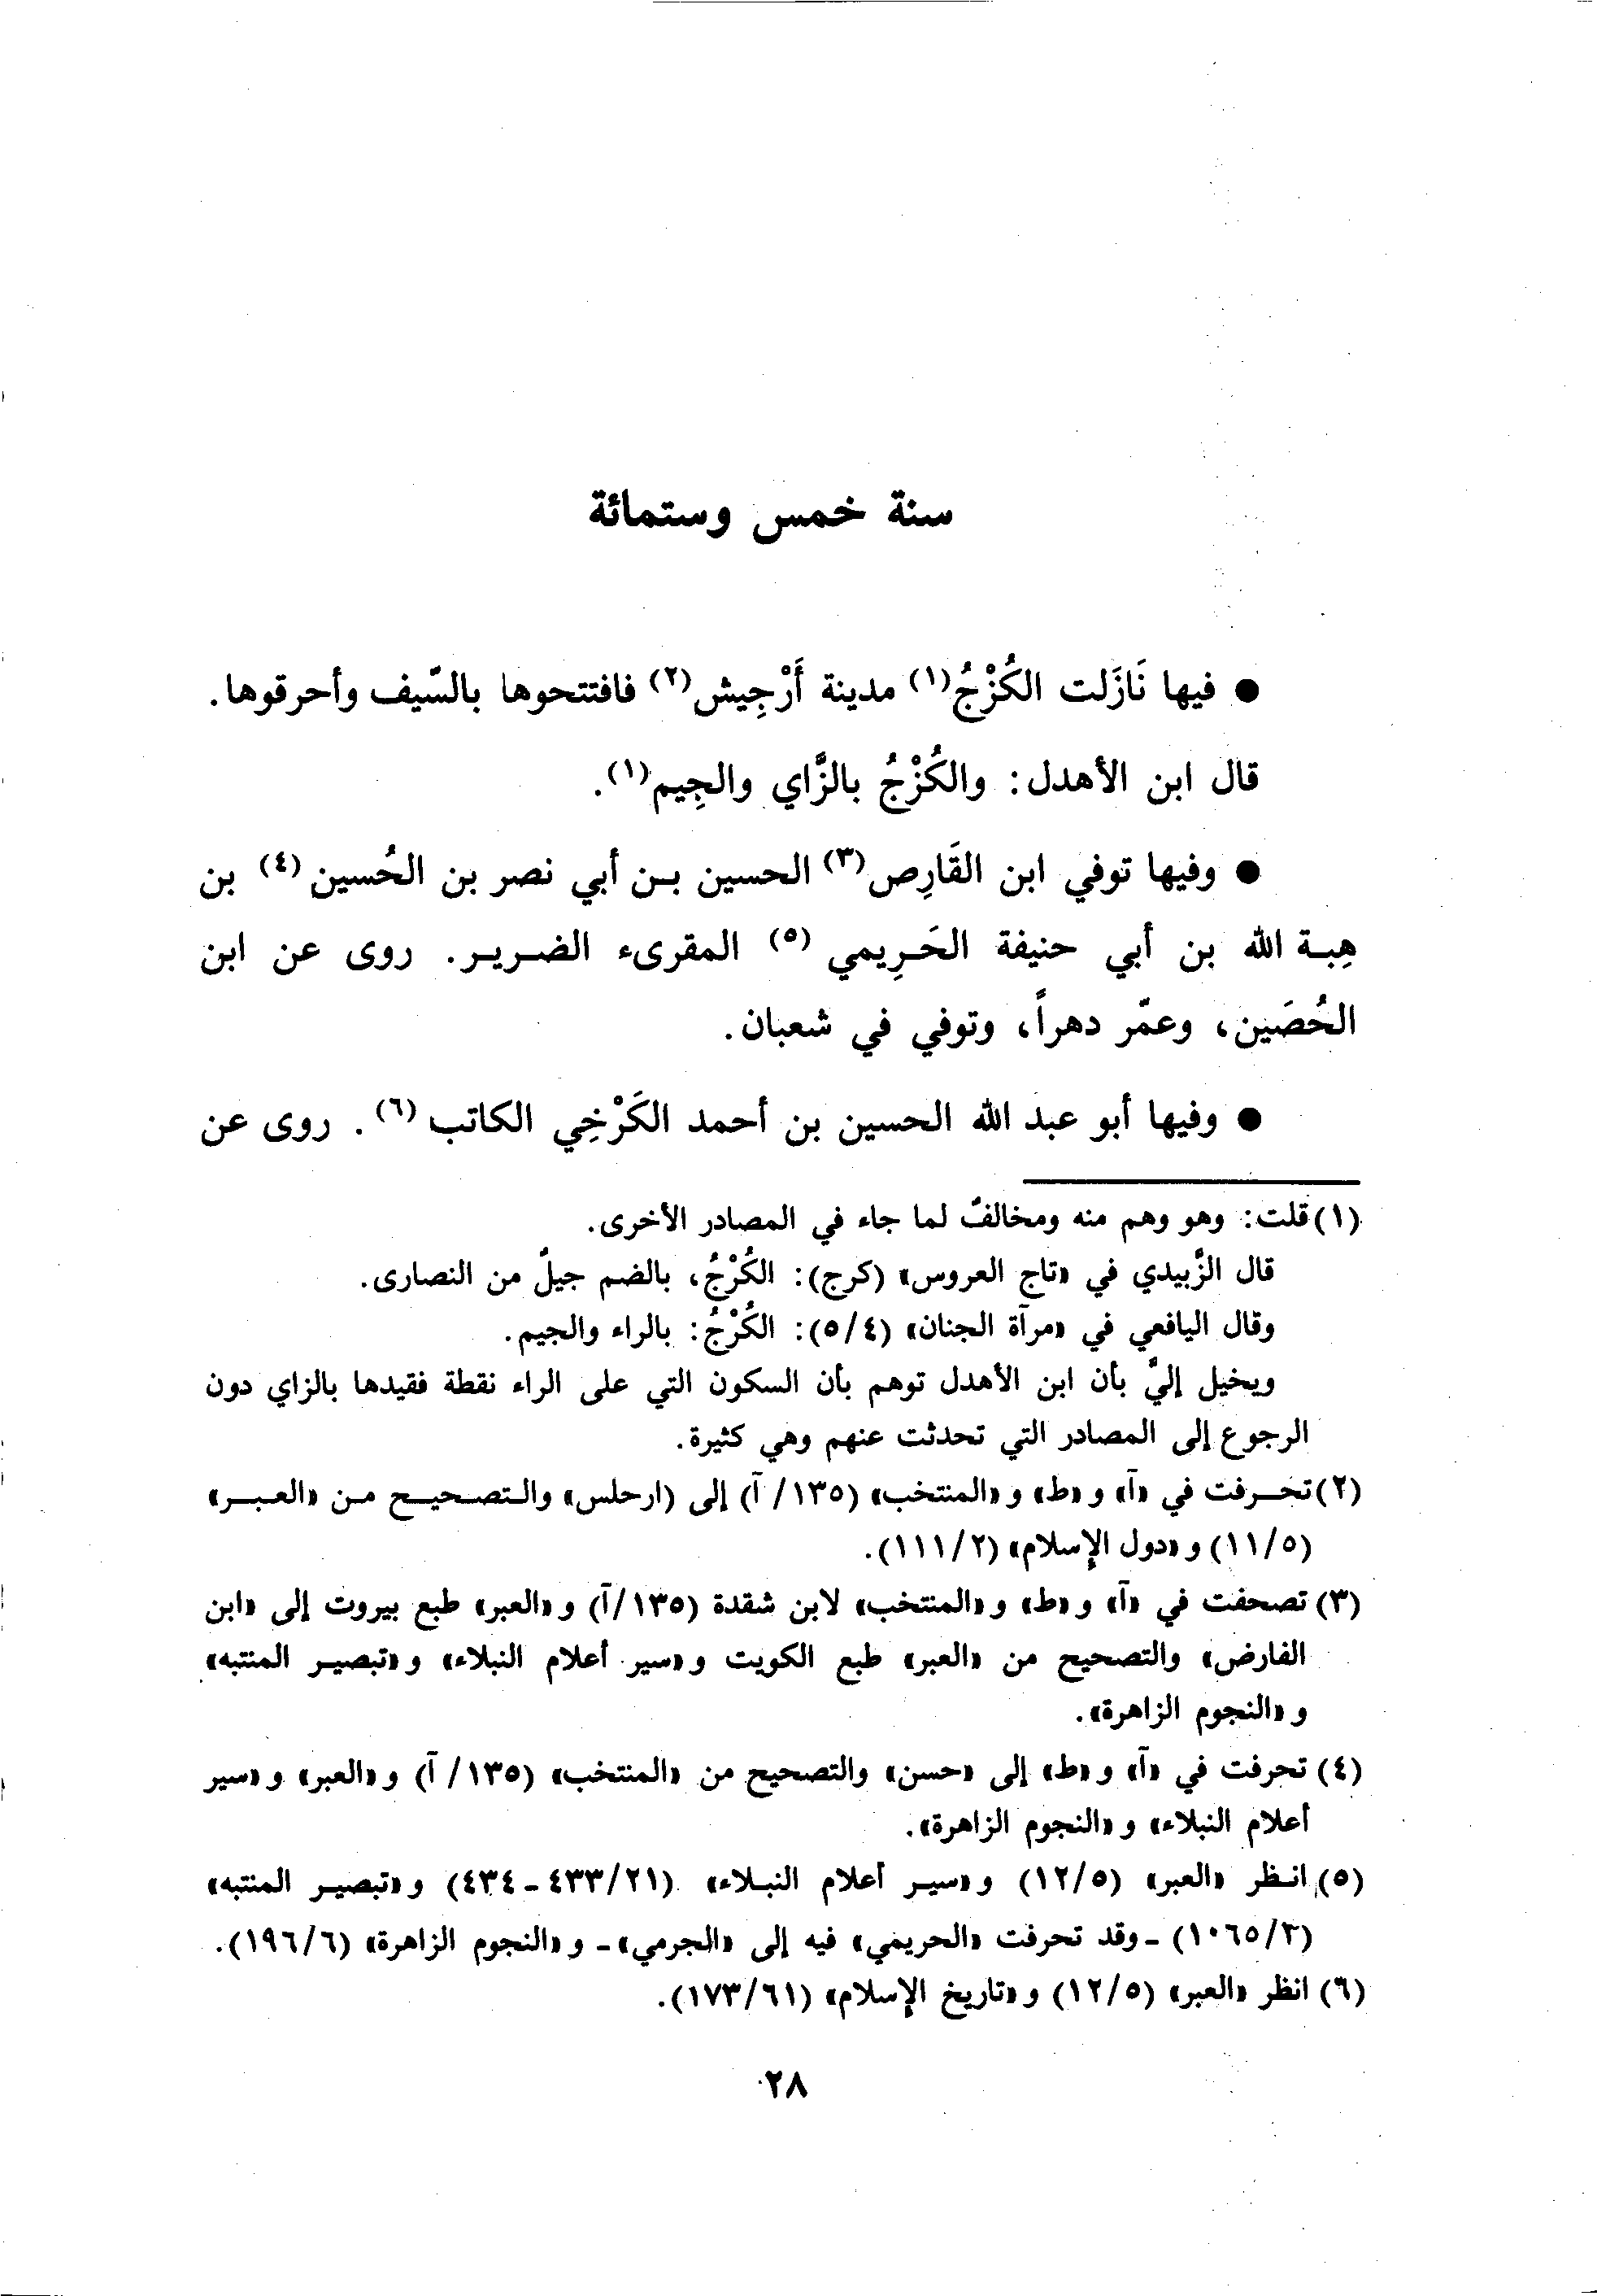 سنة خمس وستمائة
● فيها نَازَلت الكُزْجُ(١) مدينة أَرْجِيش(٢) فافتتحوها بالسّيف وأحرقوها.
قال ابن الأهدل: والكُزْجُ بالزَّاي والجِيم(١).
● وفيها توفي ابن القَارِص(٣) الحسين بن أبي نصر بن الحُسين(٤) بن
هِبة الله بن أبي حنيفة الحَرِيمي(٥) المقرىء الضرير. روى عن ابن
الحُصَين، وعمّر دهراً، وتوفي في شعبان.
● وفيها أبو عبد الله الحسين بن أحمد الكَرْخِي الكاتب(٦). روى عن
(١) قلت: وهو وهم منه ومخالفٌ لما جاء في المصادر الأخرى.
قال الزَّبيدي في «تاج العروس» (كرج): الكُرْجُ، بالضم جيلٌ من النصارى.
وقال اليافعي في «مرآة الجنان» (٥/٤): الكُرْجُ: بالراء والجيم.
ويخيل إليَّ بأن ابن الأهدل توهم بأن السكون التي على الراء نقطة فقيدها بالزاي دون
الرجوع إلى المصادر التي تحدثت عنهم وهي كثيرة.
(٢) تحرفت في «آ» و«ط» و«المنتخب» (١٣٥/ آ) إلى (ارحلس) والتصحيح من «العبر»
(١١/٥) و«دول الإسلام» (١١١/٢).
(٣) تصحفت في «آ» و«ط» و«المنتخب» لابن شقدة (١٣٥/آ) و«العبر» طبع بيروت إلى «ابن
الفارض» والتصحيح من «العبر» طبع الكويت و«سير أعلام النبلاء» و«تبصير المنتبه»
و«النجوم الزاهرة».
(٤) تحرفت في «آ» و«ط» إلى «حسن» والتصحيح من «المنتخب» (١٣٥/ آ) و«العبر» و«سير
أعلام النبلاء» و«النجوم الزاهرة».
(٥) انظر «العبر» (١٢/٥) و«سير أعلام النبلاء» (٤٣٣/٢١ - ٤٣٤) و«تبصير المنتبه»
(١٠٦٥/٣) - وقد تحرفت «الحريمي» فيه إلى «الجرمي» - و«النجوم الزاهرة» (١٩٦/٦).
(٦) انظر «العبر» (١٢/٥) و«تاريخ الإسلام» (١٧٣/٦١).
٢٨